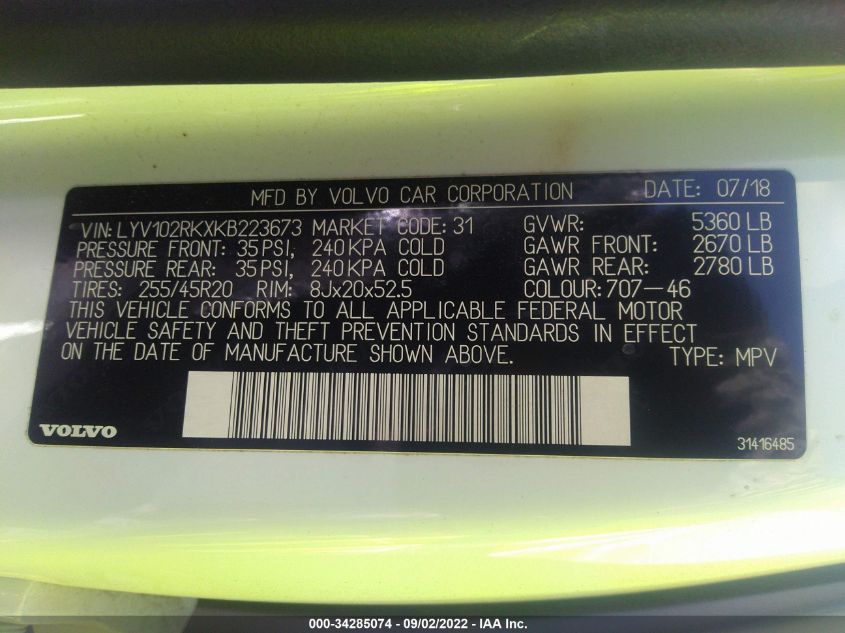 MFD BY VOLVO CAR CORPORATION DATE: 07/18
VIN: LYV102RKXKB223673 MARKET CODE: 31 GVWR: 5360 LB
PRESSURE FRONT: 35 PSI, 240 KPA COLD GAWR FRONT: 2670 LB
PRESSURE REAR: 35 PSI, 240 KPA COLD GAWR REAR: 2780 LB
TIRES: 255/45R20 RIM: 8Jx20x52.5 COLOUR: 707-46
THIS VEHICLE CONFORMS TO ALL APPLICABLE FEDERAL MOTOR
VEHICLE SAFETY AND THEFT PREVENTION STANDARDS IN EFFECT
ON THE DATE OF MANUFACTURE SHOWN ABOVE. TYPE: MPV
VOLVO 31416485
000-34285074 - 09/02/2022 - IAA Inc.